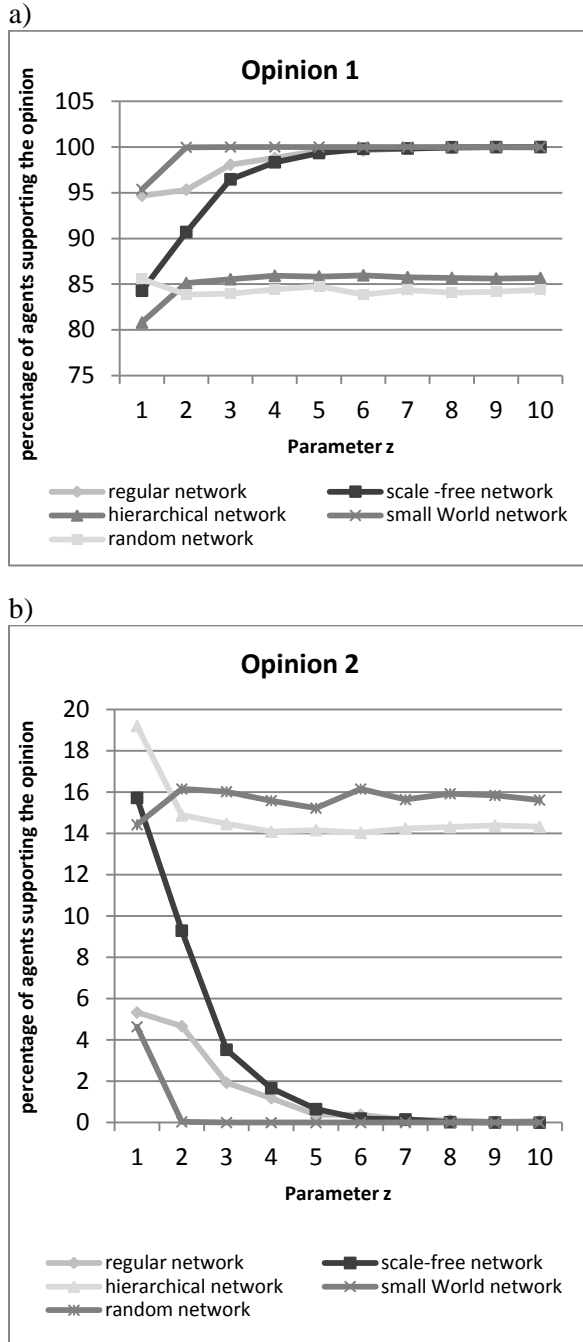 a)
Opinion 1
percentage of agents supporting the opinion
105
100
95
90
85
80
75
1 2 3 4 5 6 7 8 9 10
Parameter z
regular network scale -free network
hierarchical network small World network
random network
b)
Opinion 2
percentage of agents supporting the opinion
20
18
16
14
12
10
8
6
4
2
0
1 2 3 4 5 6 7 8 9 10
Parameter z
regular network scale-free network
hierarchical network small World network
random network